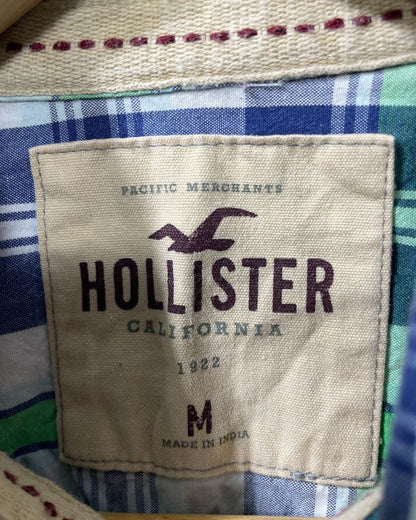 PACIFIC MERCHANTS
HOLLISTER
CALIFORNIA
1922
M
MADE IN INDIA